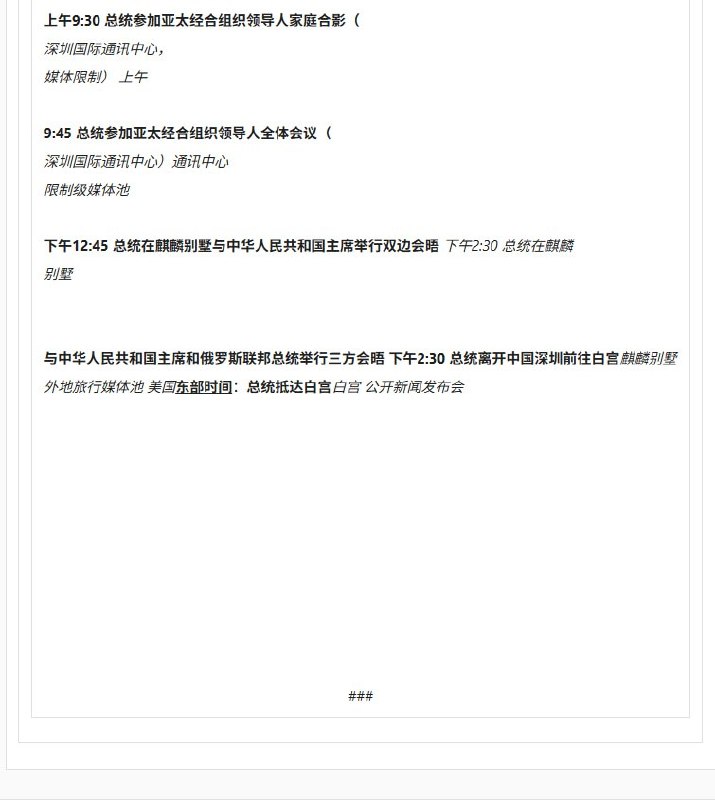 上午9:30 总统参加亚太经合组织领导人家庭合影（
深圳国际通讯中心，
媒体限制） 上午
9:45 总统参加亚太经合组织领导人全体会议（
深圳国际通讯中心）通讯中心
限制级媒体池
下午12:45 总统在麒麟别墅与中华人民共和国主席举行双边会晤 下午2:30 总统在麒麟
别墅
与中华人民共和国主席和俄罗斯联邦总统举行三方会晤 下午2:30 总统离开中国深圳前往白宫麒麟别墅
外地旅行媒体池 美国东部时间：总统抵达白宫白宫 公开新闻发布会
###